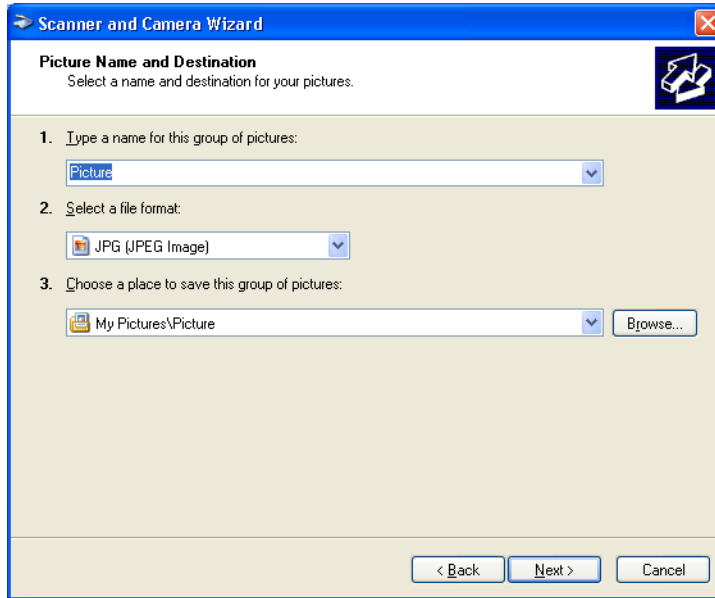 Scanner and Camera Wizard
Picture Name and Destination
Select a name and destination for your pictures.
1. Type a name for this group of pictures:
Picture
2. Select a file format:
JPG (JPEG Image)
3. Choose a place to save this group of pictures:
My Pictures\Picture
Browse...
< Back
Next >
Cancel